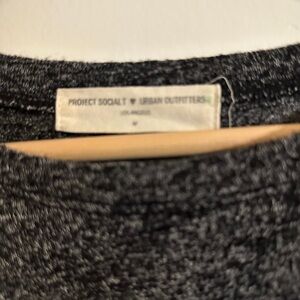 PROJECT SOCIAL T ♥ URBAN OUTFITTERS
LOS ANGELES
M